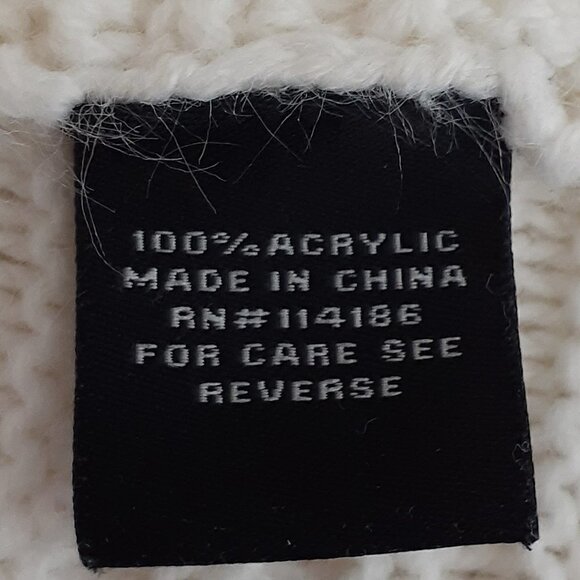 100% ACRYLIC
MADE IN CHINA
RN#114186
FOR CARE SEE
REVERSE